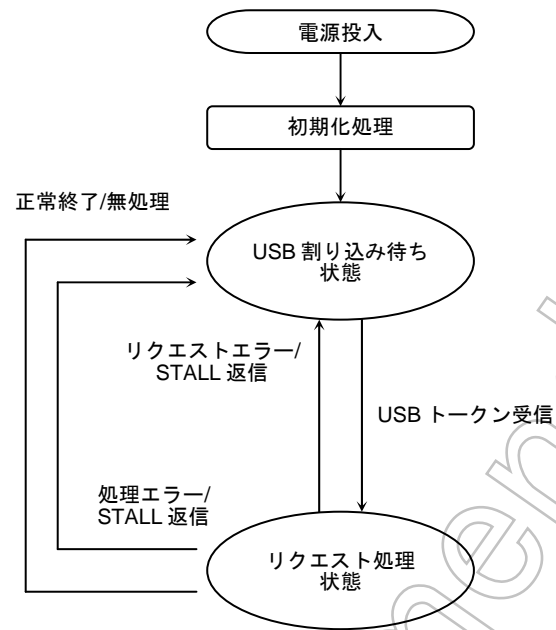 電源投入
初期化処理
正常終了/無処理
USB 割り込み待ち
状態
リクエストエラー/
STALL 返信
USB トークン受信
処理エラー/
STALL 返信
リクエスト処理
状態